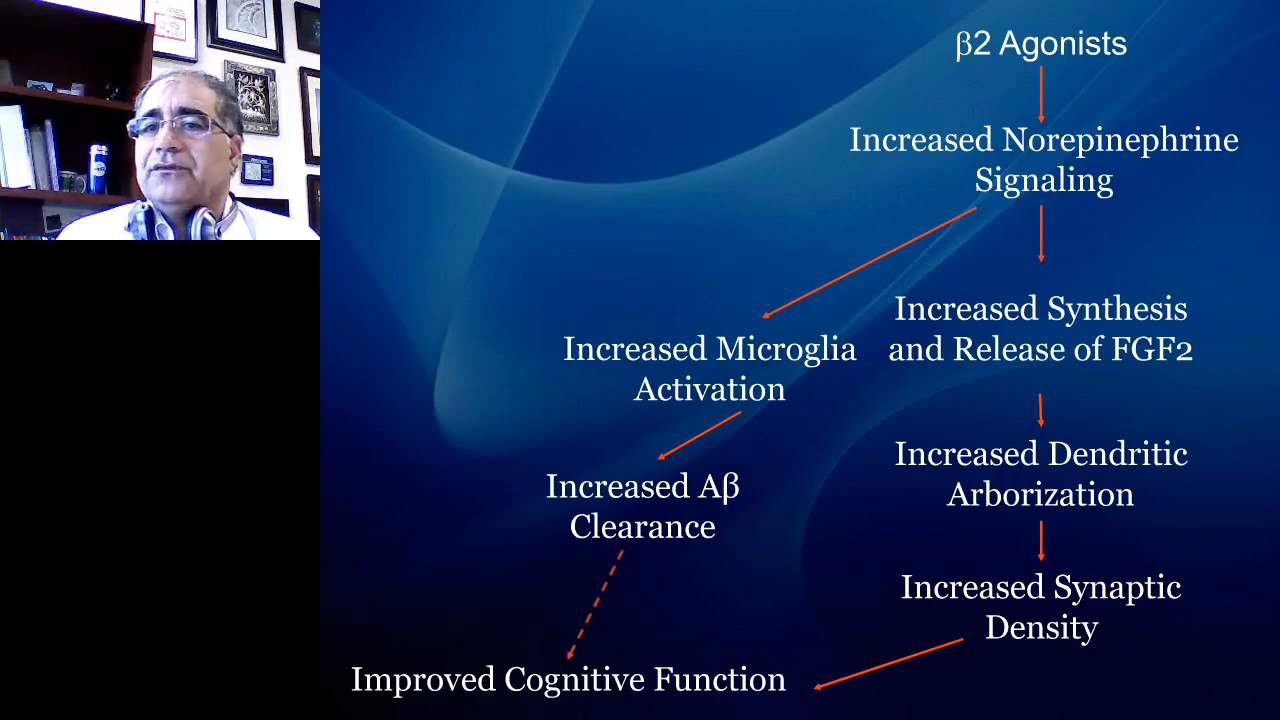 β2 Agonists
Increased Norepinephrine
Signaling
Increased Microglia
Activation
Increased Synthesis
and Release of FGF2
Increased Aβ
Clearance
Increased Dendritic
Arborization
Increased Synaptic
Density
Improved Cognitive Function